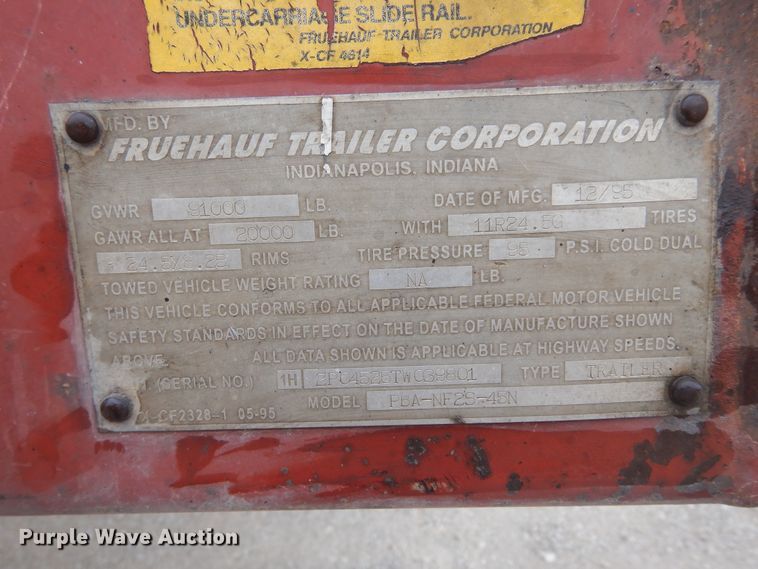 UNDERCARRIAGE SLIDE RAIL.
FRUEHAUF TRAILER CORPORATION
X-CF 4614
MFD. BY
FRUEHAUF TRAILER CORPORATION
INDIANAPOLIS, INDIANA
GVWR 91000 LB. DATE OF MFG. 12/95
GAWR ALL AT 20000 LB. WITH 11R24.5G TIRES
24.5X8.25 RIMS TIRE PRESSURE 95 P.S.I. COLD DUAL
TOWED VEHICLE WEIGHT RATING NA LB.
THIS VEHICLE CONFORMS TO ALL APPLICABLE FEDERAL MOTOR VEHICLE
SAFETY STANDARDS IN EFFECT ON THE DATE OF MANUFACTURE SHOWN
ABOVE. ALL DATA SHOWN IS APPLICABLE AT HIGHWAY SPEEDS.
(SERIAL NO.) 1H TYPE TRAILER
CF2328-1 05-95 MODEL PBA-NF2S-45N
Purple Wave Auction